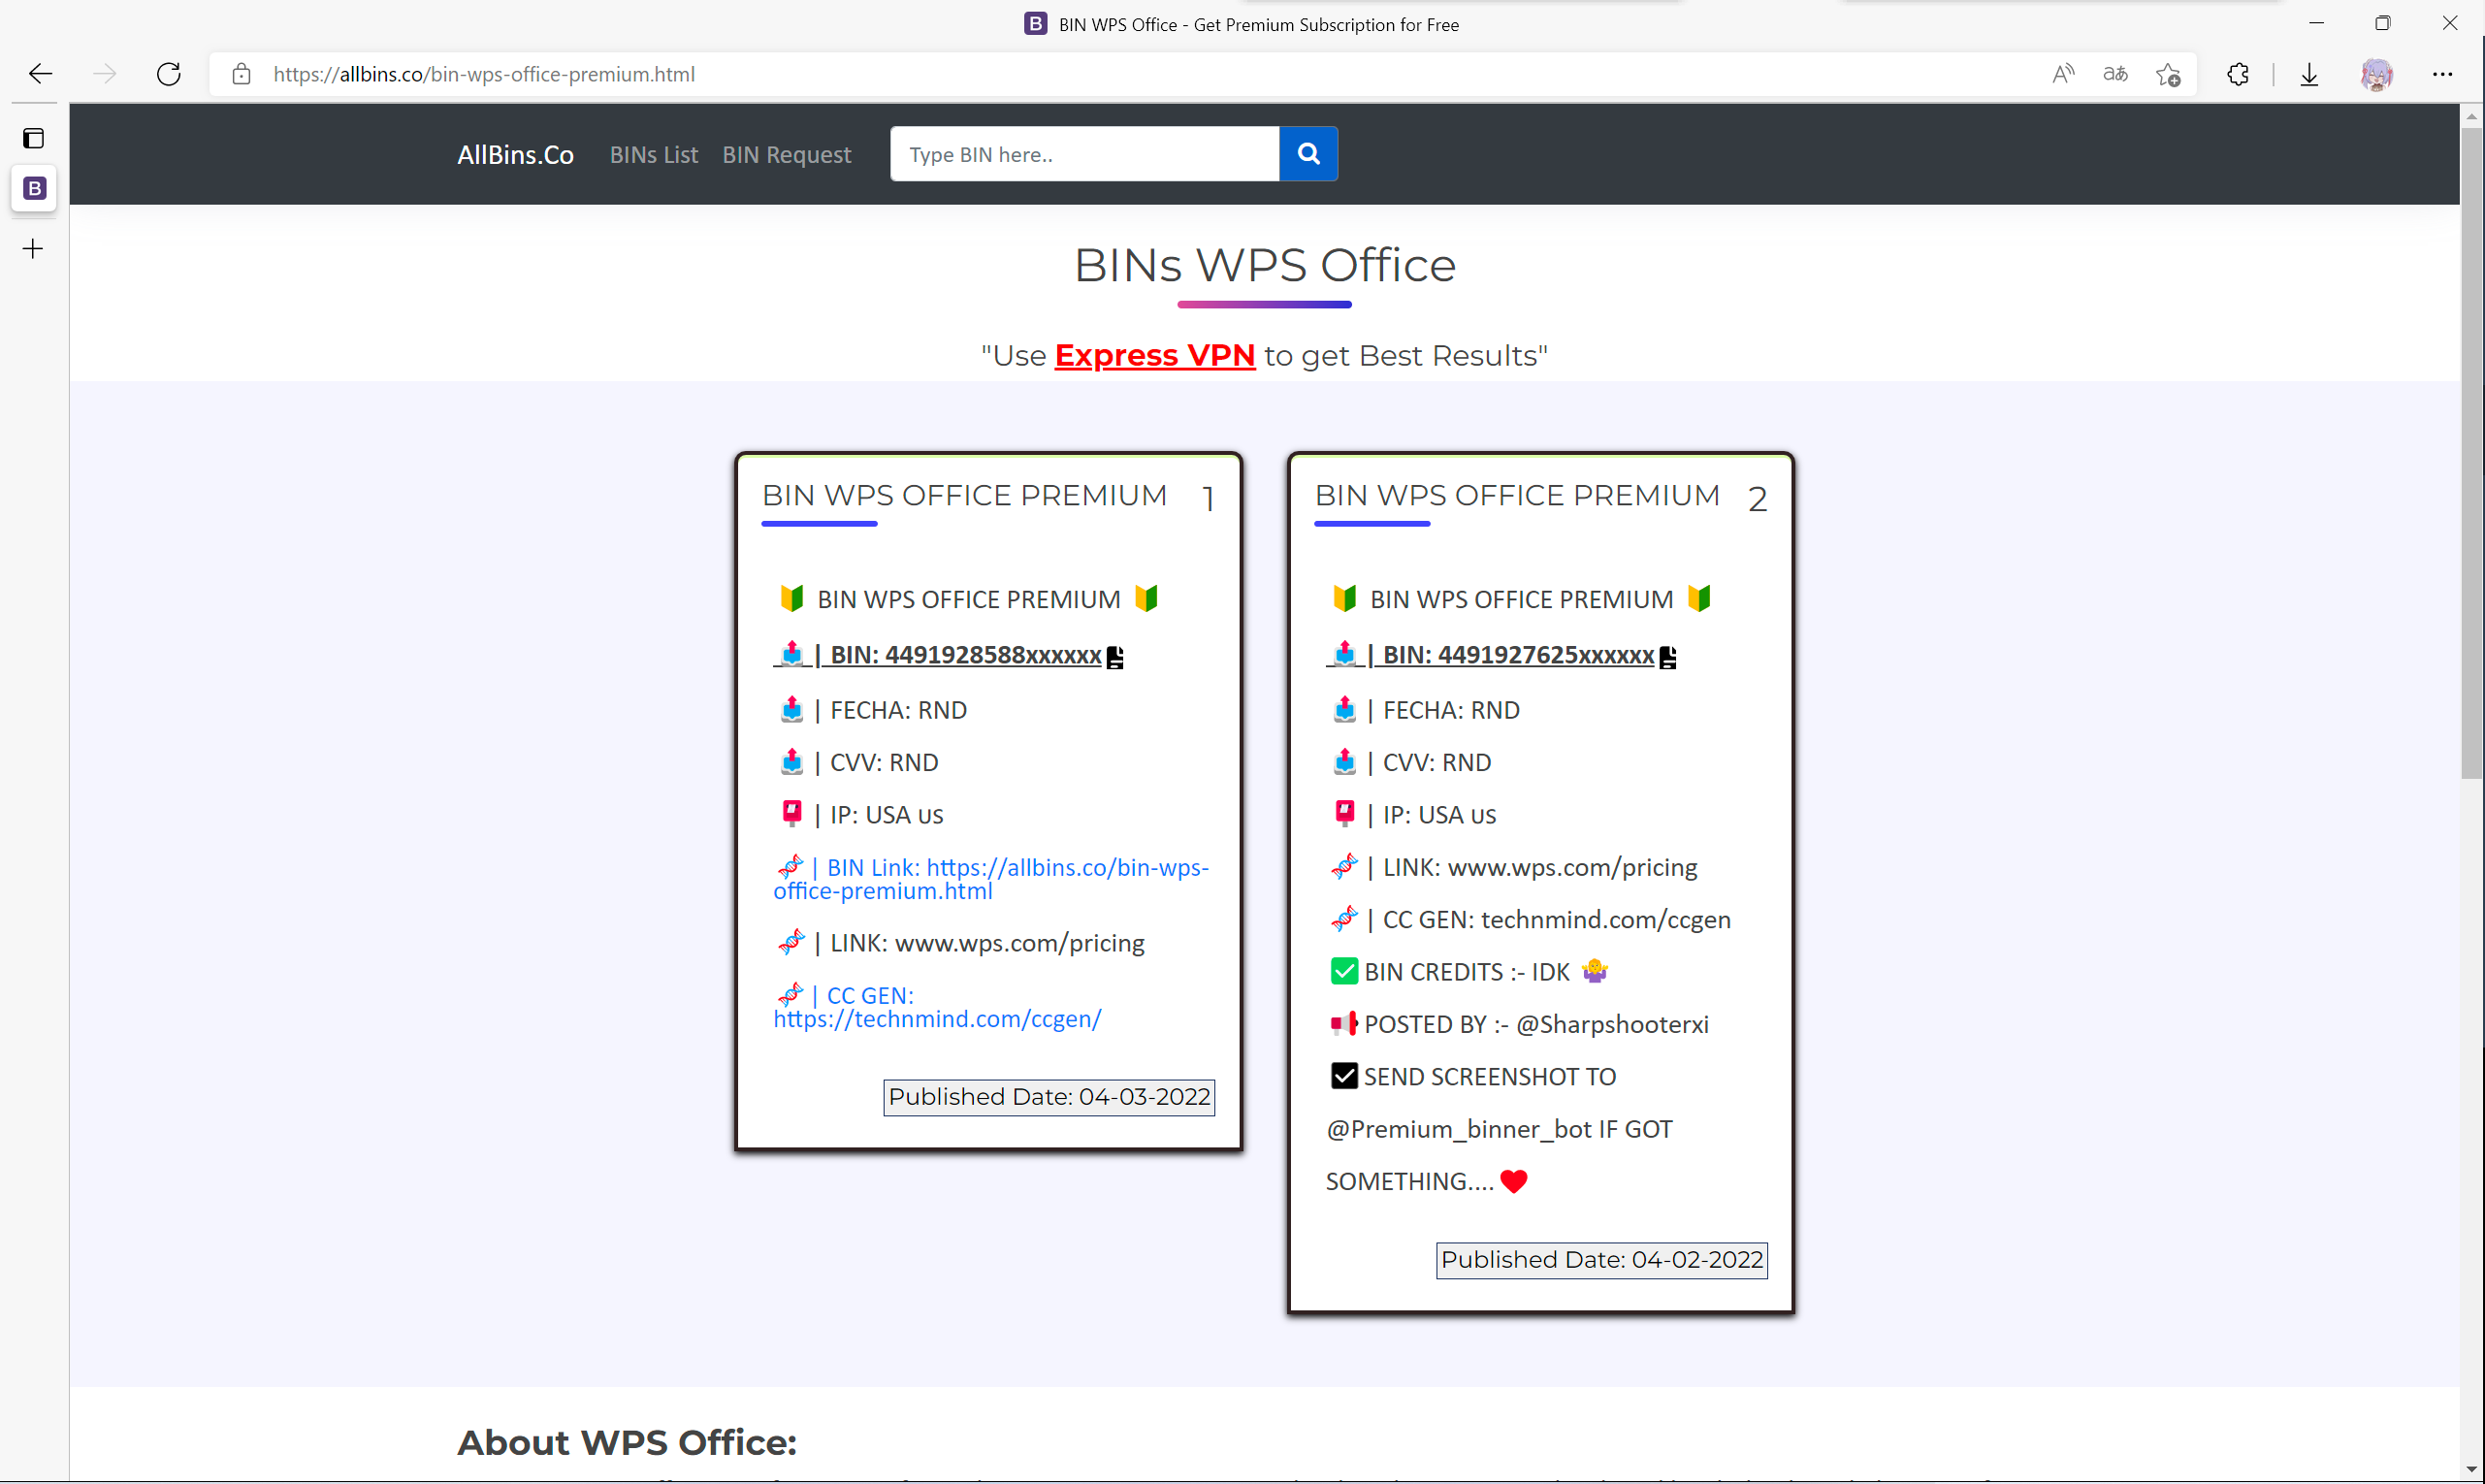 BIN WPS Office - Get Premium Subscription for Free
https://allbins.co/bin-wps-office-premium.html
AllBins.Co BINs List BIN Request Type BIN here..
BINs WPS Office
"Use Express VPN to get Best Results"
BIN WPS OFFICE PREMIUM 1
🔰 BIN WPS OFFICE PREMIUM 🔰
📤 | BIN: 4491928588xxxxxx
📤 | FECHA: RND
📤 | CVV: RND
📮 | IP: USA us
🧬 | BIN Link: https://allbins.co/bin-wps-
office-premium.html
🧬 | LINK: www.wps.com/pricing
🧬 | CC GEN:
https://technmind.com/ccgen/
Published Date: 04-03-2022
BIN WPS OFFICE PREMIUM 2
🔰 BIN WPS OFFICE PREMIUM 🔰
📤 | BIN: 4491927625xxxxxx
📤 | FECHA: RND
📤 | CVV: RND
📮 | IP: USA us
🧬 | LINK: www.wps.com/pricing
🧬 | CC GEN: technmind.com/ccgen
✅ BIN CREDITS :- IDK 🤷
📢 POSTED BY :- @Sharpshooterxi
☑ SEND SCREENSHOT TO
@Premium_binner_bot IF GOT
SOMETHING.... ❤
Published Date: 04-02-2022
About WPS Office: